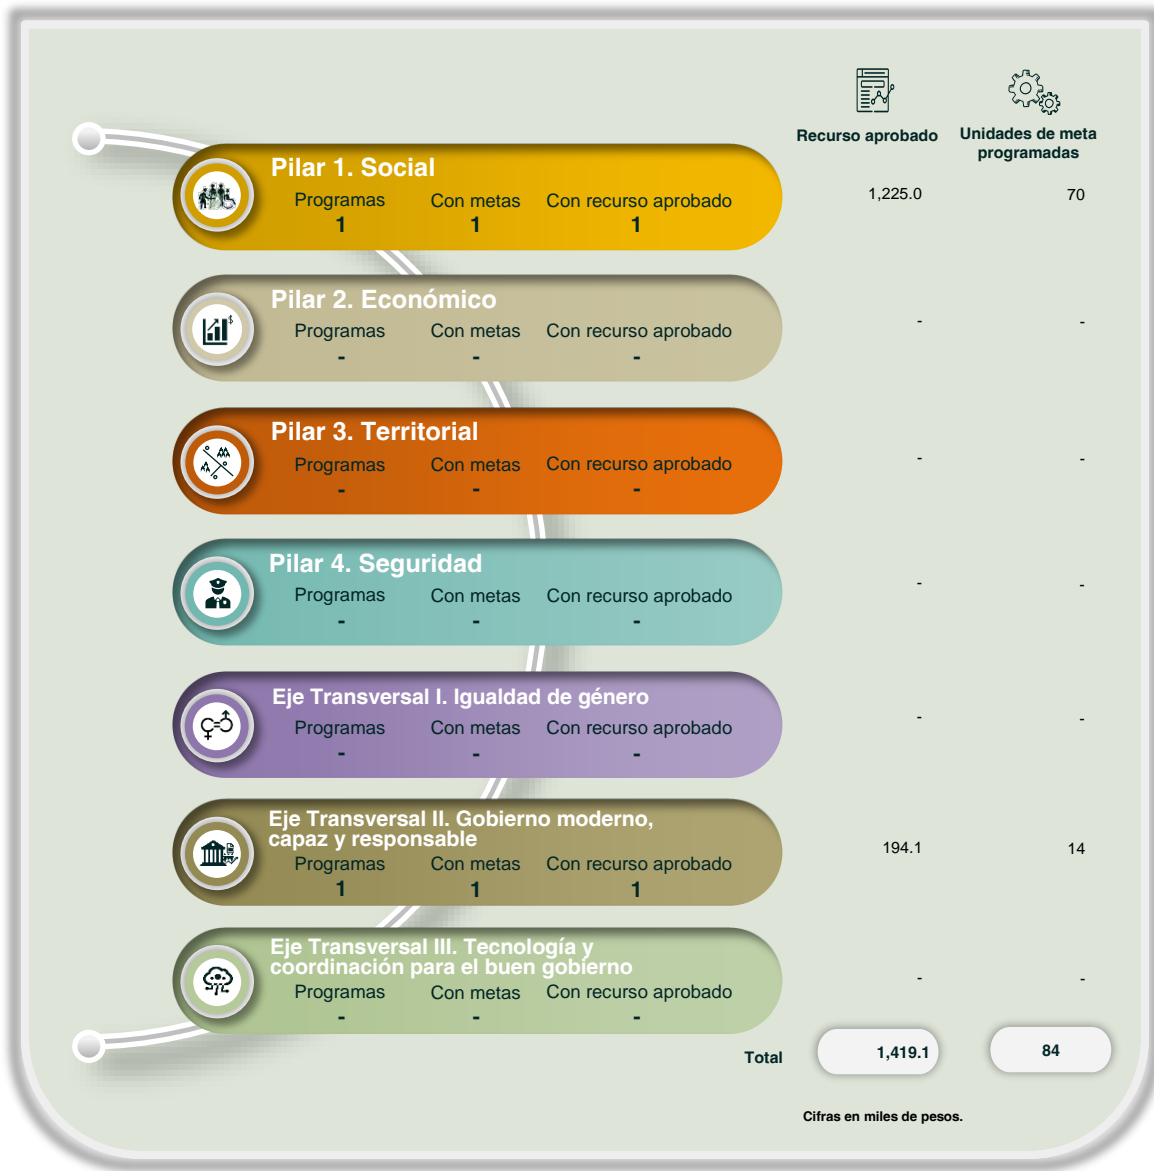 Recurso aprobado
Unidades de meta
programadas
Pilar 1. Social
Programas Con metas Con recurso aprobado
1 1 1
1,225.0 70
Pilar 2. Económico
Programas Con metas Con recurso aprobado
- - -
- -
Pilar 3. Territorial
Programas Con metas Con recurso aprobado
- - -
- -
Pilar 4. Seguridad
Programas Con metas Con recurso aprobado
- - -
- -
Eje Transversal I. Igualdad de género
Programas Con metas Con recurso aprobado
- - -
- -
Eje Transversal II. Gobierno moderno,
capaz y responsable
Programas Con metas Con recurso aprobado
1 1 1
194.1 14
Eje Transversal III. Tecnología y
coordinación para el buen gobierno
Programas Con metas Con recurso aprobado
- - -
- -
Total 1,419.1 84
Cifras en miles de pesos.